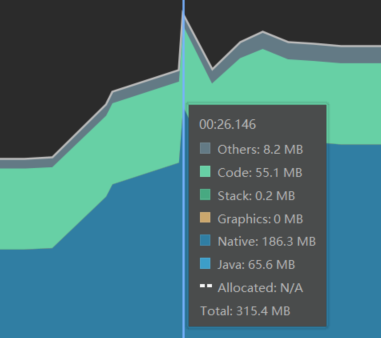 00:26.146
Others: 8.2 MB
Code: 55.1 MB
Stack: 0.2 MB
Graphics: 0 MB
Native: 186.3 MB
Java: 65.6 MB
Allocated: N/A
Total: 315.4 MB